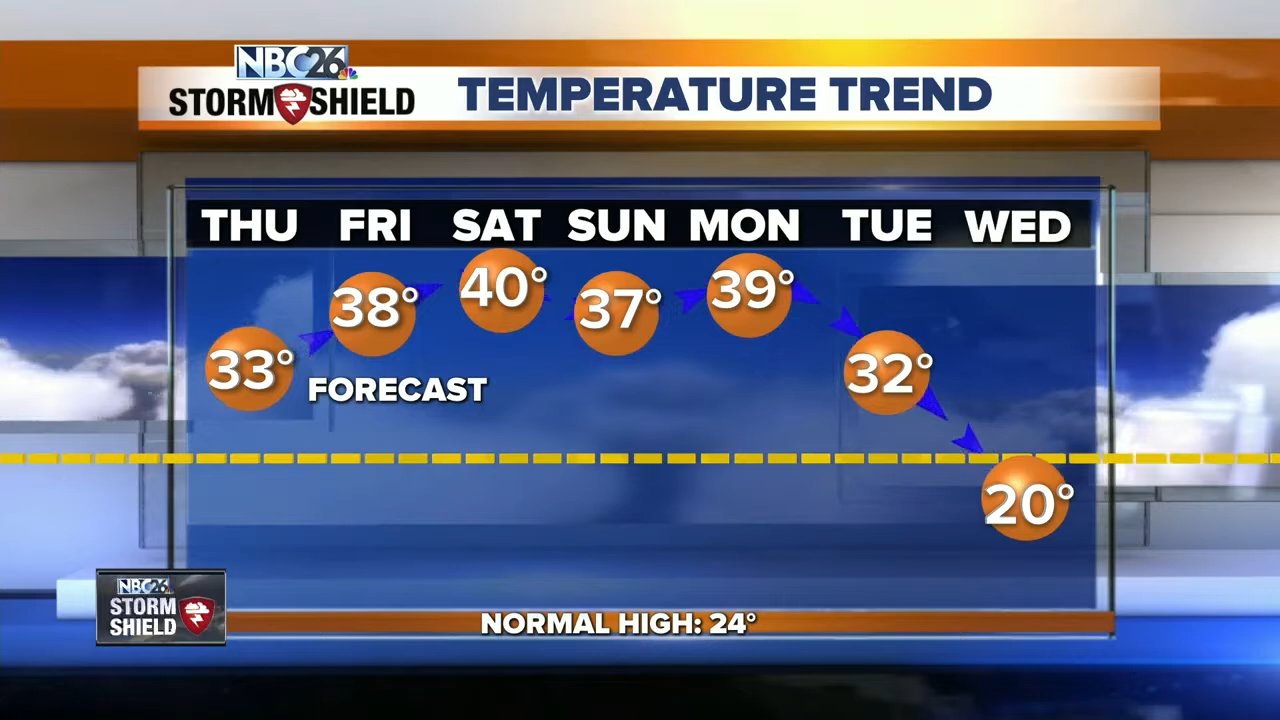 NBC26
STORM SHIELD
TEMPERATURE TREND
THU FRI SAT SUN MON TUE WED
33° 38° 40° 37° 39° 32° 20°
FORECAST
NBC26
STORM
SHIELD
NORMAL HIGH: 24°